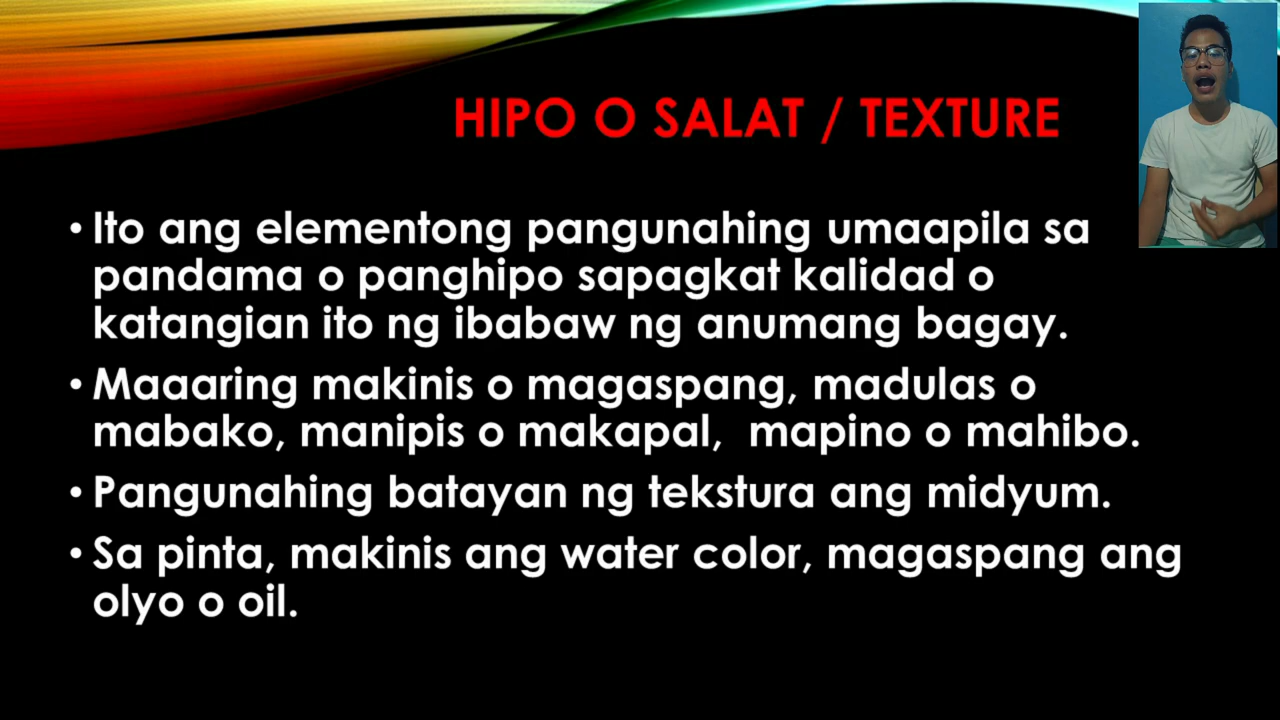 HIPO O SALAT / TEXTURE
• Ito ang elementong pangunahing umaapila sa
pandama o panghipo sapagkat kalidad o
katangian ito ng ibabaw ng anumang bagay.
• Maaaring makinis o magaspang, madulas o
mabako, manipis o makapal,  mapino o mahibo.
• Pangunahing batayan ng tekstura ang midyum.
• Sa pinta, makinis ang water color, magaspang ang
olyo o oil.